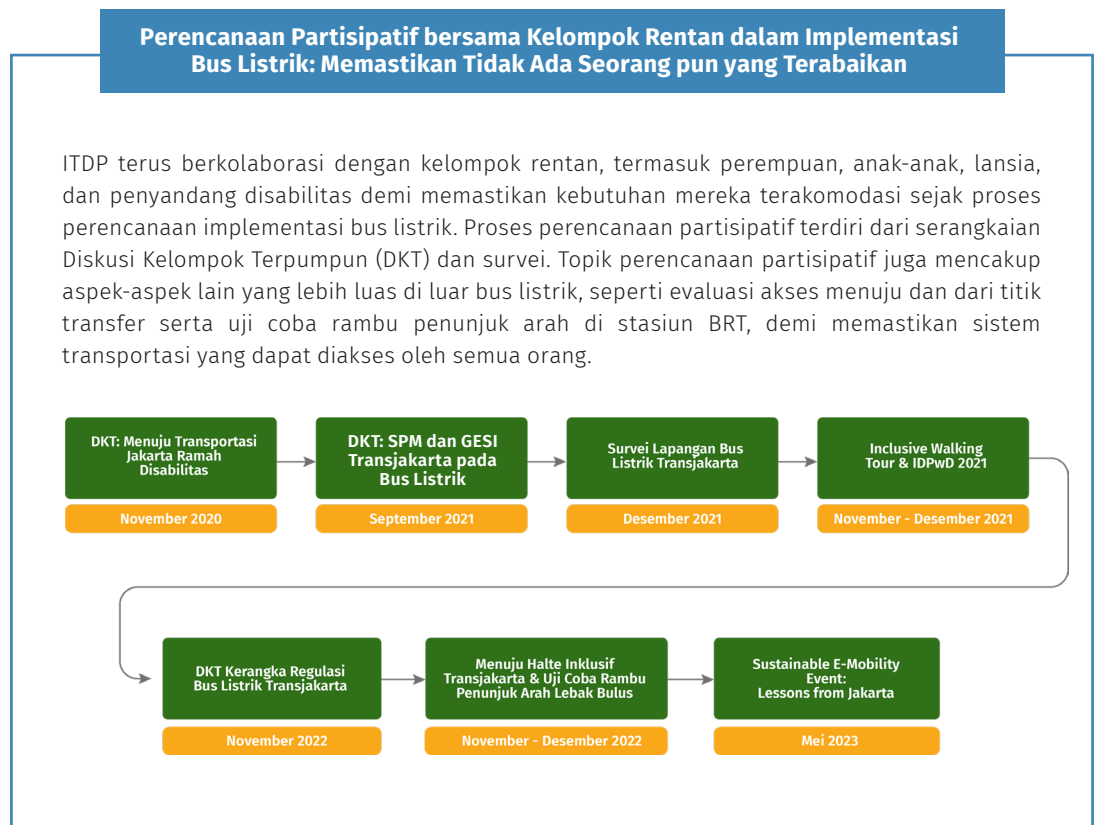 Perencanaan Partisipatif bersama Kelompok Rentan dalam Implementasi
Bus Listrik: Memastikan Tidak Ada Seorang pun yang Terabaikan
ITDP terus berkolaborasi dengan kelompok rentan, termasuk perempuan, anak-anak, lansia,
dan penyandang disabilitas demi memastikan kebutuhan mereka terakomodasi sejak proses
perencanaan implementasi bus listrik. Proses perencanaan partisipatif terdiri dari serangkaian
Diskusi Kelompok Terpumpun (DKT) dan survei. Topik perencanaan partisipatif juga mencakup
aspek-aspek lain yang lebih luas di luar bus listrik, seperti evaluasi akses menuju dan dari titik
transfer serta uji coba rambu penunjuk arah di stasiun BRT, demi memastikan sistem
transportasi yang dapat diakses oleh semua orang.
DKT: Menuju Transportasi
Jakarta Ramah
Disabilitas
November 2020
DKT: SPM dan GESI
Transjakarta pada
Bus Listrik
September 2021
Survei Lapangan Bus
Listrik Transjakarta
Desember 2021
Inclusive Walking
Tour & IDPwD 2021
November - Desember 2021
DKT Kerangka Regulasi
Bus Listrik Transjakarta
November 2022
Menuju Halte Inklusif
Transjakarta & Uji Coba Rambu
Penunjuk Arah Lebak Bulus
November - Desember 2022
Sustainable E-Mobility
Event:
Lessons from Jakarta
Mei 2023